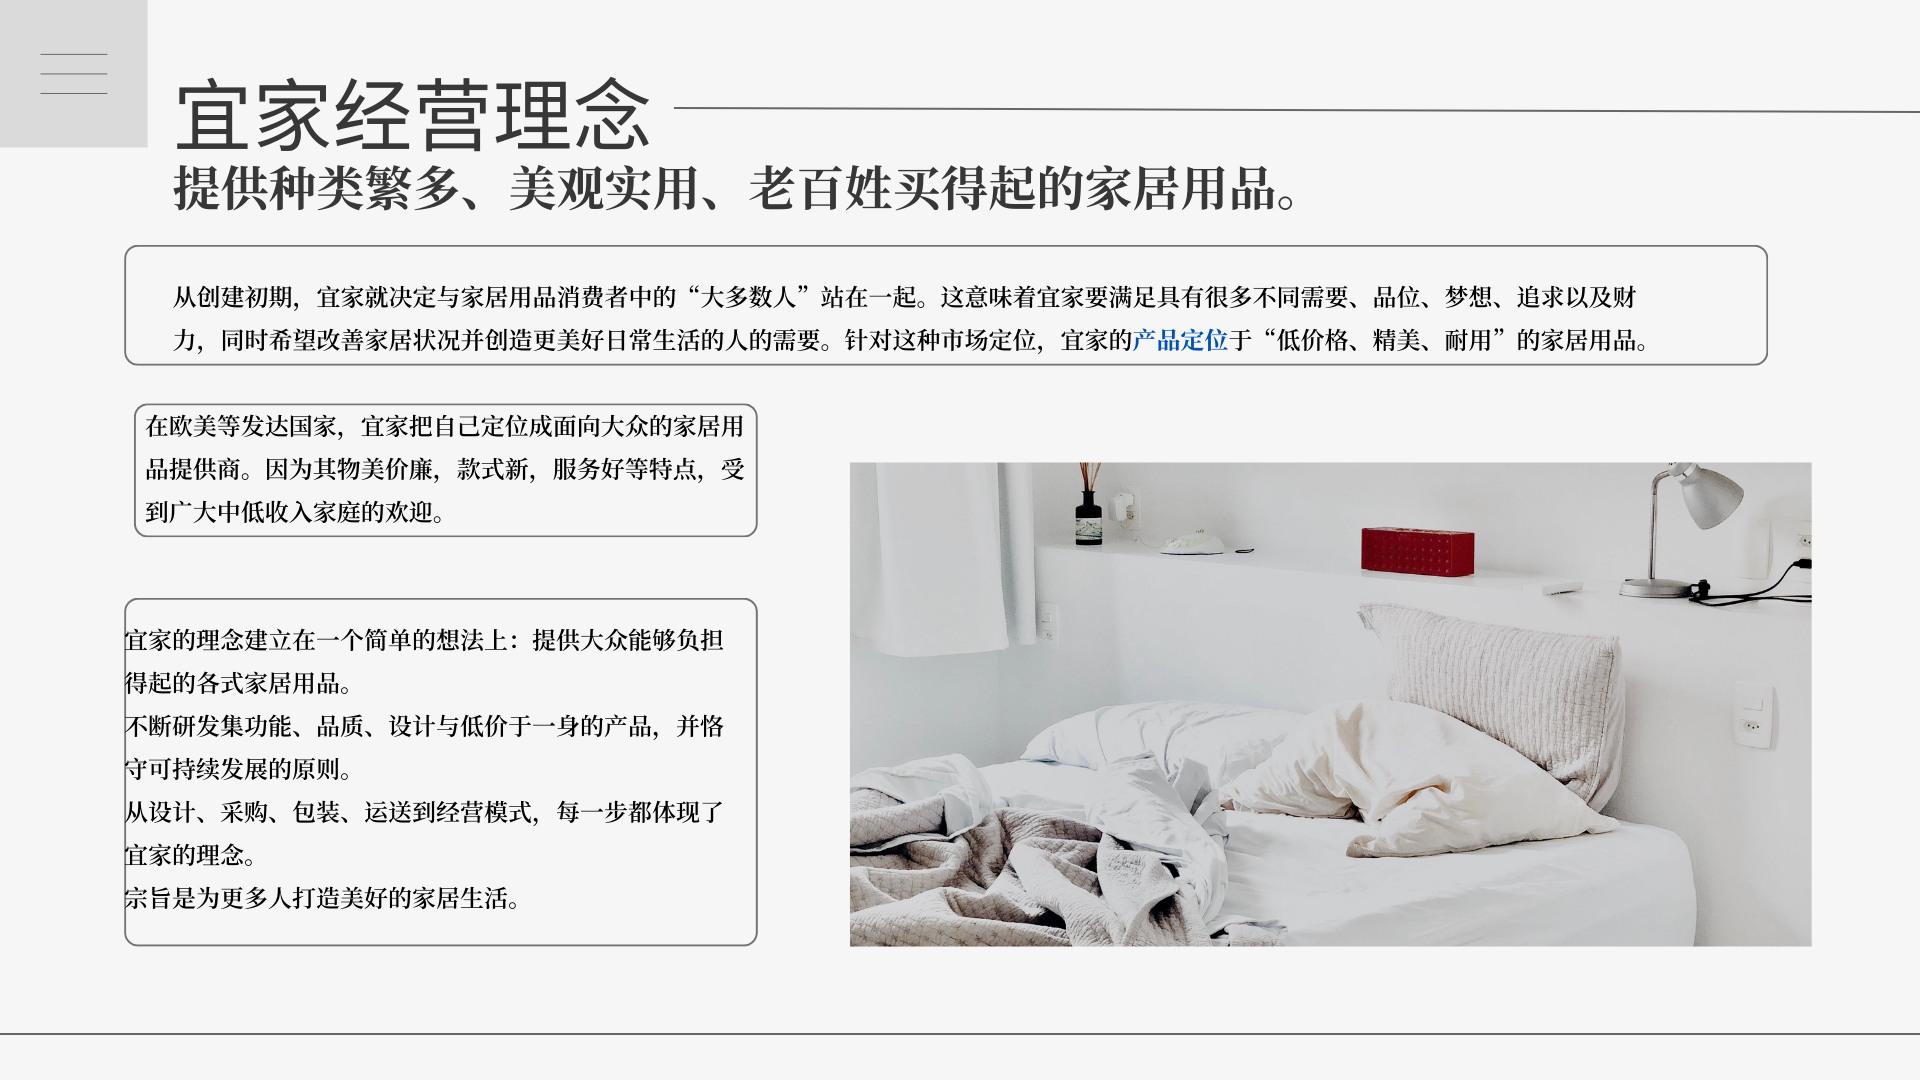 宜家经营理念
提供种类繁多、美观实用、老百姓买得起的家居用品。
从创建初期，宜家就决定与家居用品消费者中的“大多数人”站在一起。这意味着宜家要满足具有很多不同需要、品位、梦想、追求以及财
力，同时希望改善家居状况并创造更美好日常生活的人的需要。针对这种市场定位，宜家的产品定位于“低价格、精美、耐用”的家居用品。
在欧美等发达国家，宜家把自己定位成面向大众的家居用
品提供商。因为其物美价廉，款式新，服务好等特点，受
到广大中低收入家庭的欢迎。
宜家的理念建立在一个简单的想法上：提供大众能够负担
得起的各式家居用品。
不断研发集功能、品质、设计与低价于一身的产品，并恪
守可持续发展的原则。
从设计、采购、包装、运送到经营模式，每一步都体现了
宜家的理念。
宗旨是为更多人打造美好的家居生活。